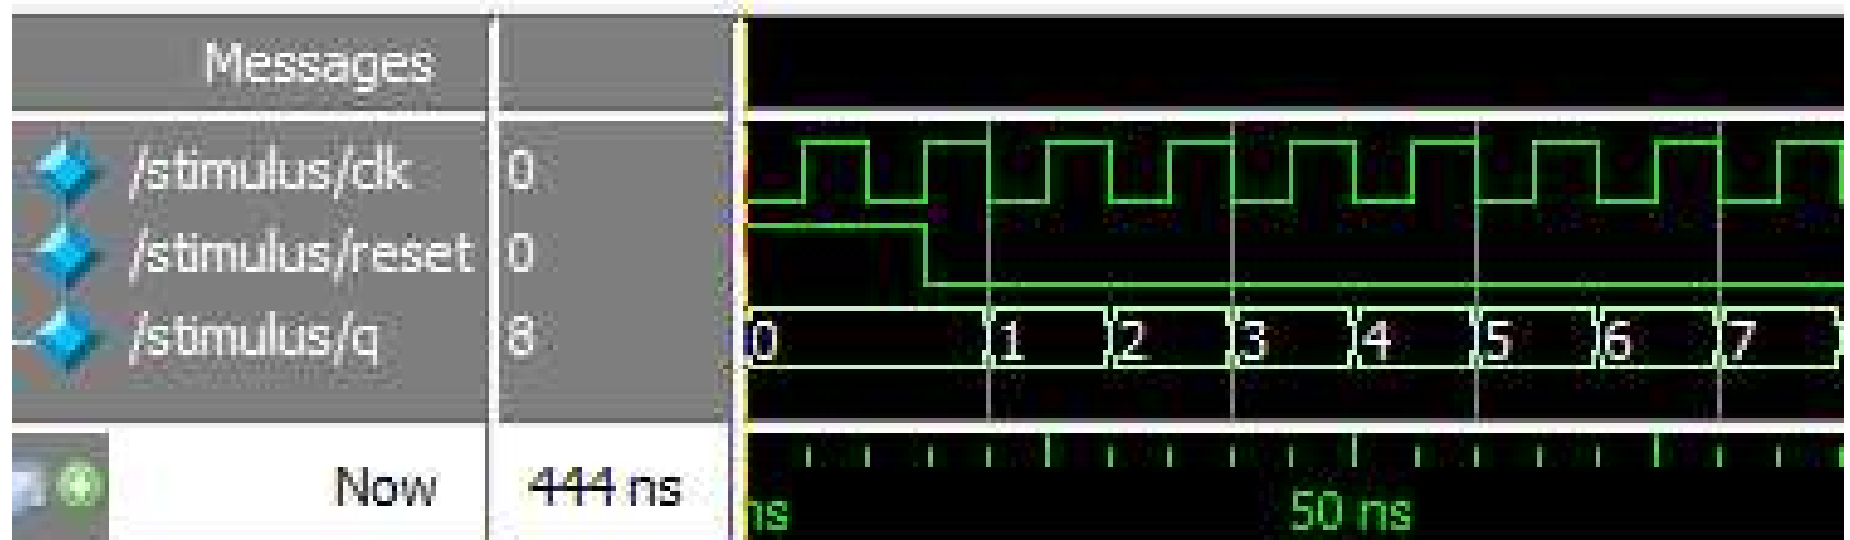 Messages
/stimulus/clk 0
/stimulus/reset 0
/stimulus/q 8 0 1 2 3 4 5 6 7
Now 444 ns ns 50 ns